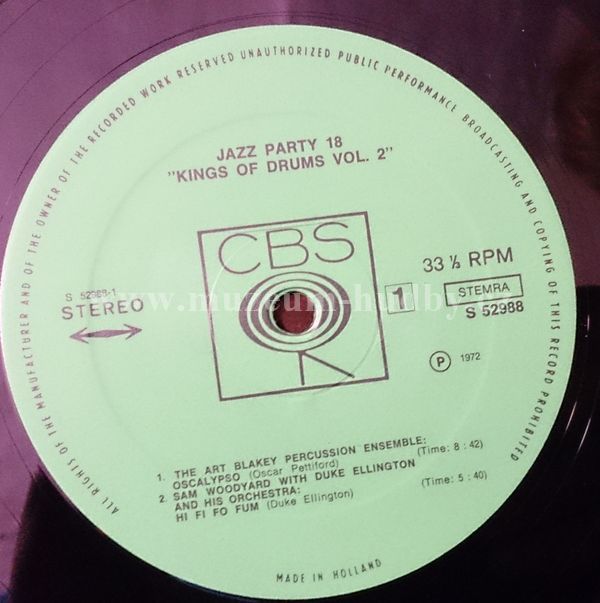 ALL RIGHTS OF THE MANUFACTURER AND OF THE OWNER OF THE RECORDED WORK RESERVED UNAUTHORIZED PUBLIC PERFORMANCE BROADCASTING AND COPYING OF THIS RECORD PROHIBITED
JAZZ PARTY 18
"KINGS OF DRUMS VOL. 2"
CBS
33 ⅓ RPM
S 52988-1
STEREO
1
STEMRA
S 52988
www.muzeum-hudby.
P 1972
1. THE ART BLAKEY PERCUSSION ENSEMBLE:
OSCALYPSO (Oscar Pettiford) (Time: 8 : 42)
2. SAM WOODYARD WITH DUKE ELLINGTON
AND HIS ORCHESTRA: (Time: 5 : 40)
HI FI FO FUM (Duke Ellington)
MADE IN HOLLAND